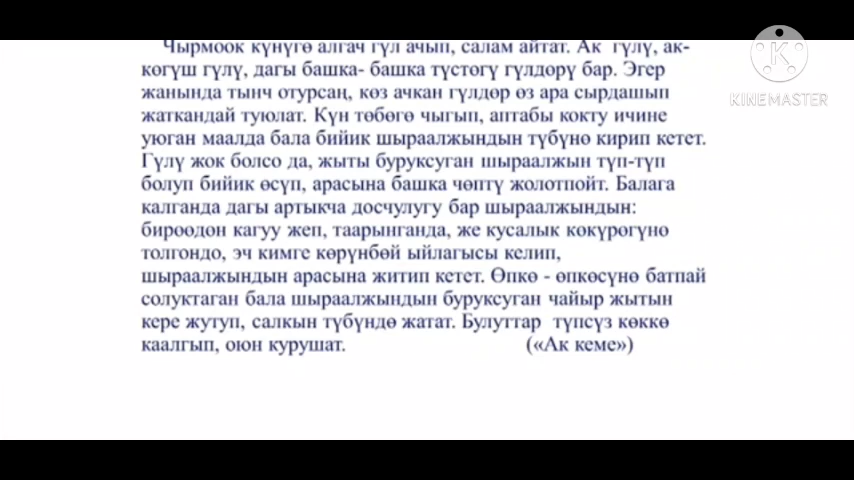 Чырмоок күнүгө алгач гүл ачып, салам айтат. Ак гүлү, ак-
көгүш гүлү, дагы башка- башка түстөгү гүлдөрү бар. Эгер
жанында тынч отурсаң, көз ачкан гүлдөр өз ара сырдашып
жаткандай туюлат. Күн төбөгө чыгып, аптабы кокту ичине
уюган маалда бала бийик шыраалжындын түбүнө кирип кетет.
Гүлү жок болсо да, жыты буруксуган шыраалжын түп-түп
болуп бийик өсүп, арасына башка чөптү жолотпойт. Балага
калганда дагы артыкча досчулугу бар шыраалжындын:
бирөөдөн кагуу жеп, таарынганда, же кусалык көкүрөгүнө
толгондо, эч кимге көрүнбөй ыйлагысы келип,
шыраалжындын арасына житип кетет. Өпкө - өпкөсүнө батпай
солуктаган бала шыраалжындын буруксуган чайыр жытын
кере жутуп, салкын түбүндө жатат. Булуттар түпсүз көккө
каалгып, оюн курушат. («Ак кеме»)
KINEMASTER